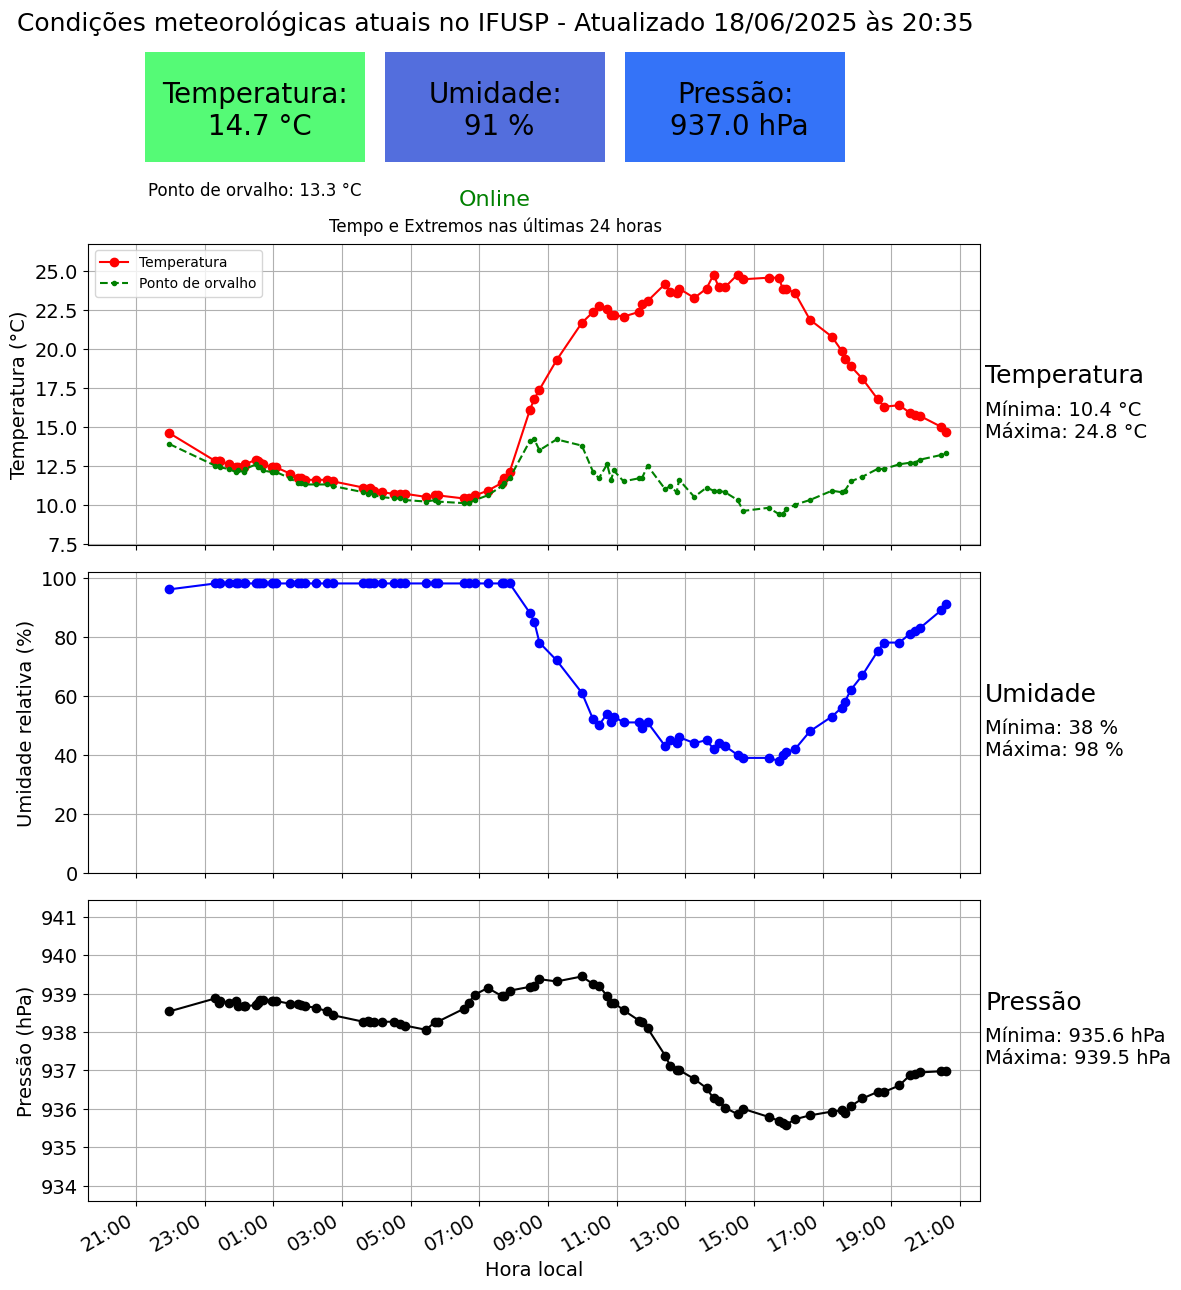 Condições meteorológicas atuais no IFUSP - Atualizado 18/06/2025 às 20:35
Temperatura:
14.7 °C
Umidade:
91 %
Pressão:
937.0 hPa
Ponto de orvalho: 13.3 °C
Online
Tempo e Extremos nas últimas 24 horas
Temperatura
Ponto de orvalho
Temperatura (°C)
25.0
22.5
20.0
17.5
15.0
12.5
10.0
7.5
Temperatura
Mínima: 10.4 °C
Máxima: 24.8 °C
Umidade relativa (%)
100
80
60
40
20
0
Umidade
Mínima: 38 %
Máxima: 98 %
Pressão (hPa)
941
940
939
938
937
936
935
934
Pressão
Mínima: 935.6 hPa
Máxima: 939.5 hPa
21:00
23:00
01:00
03:00
05:00
07:00
09:00
11:00
13:00
15:00
17:00
19:00
21:00
Hora local